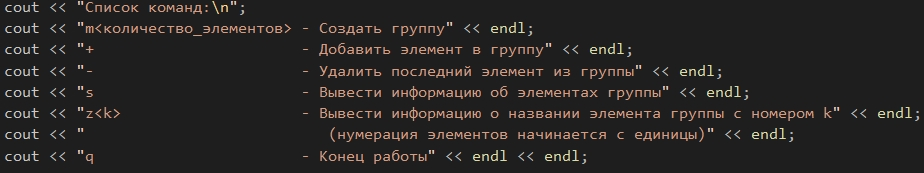 cout << "Список команд:\n";
cout << "m<количество_элементов> - Создать группу" << endl;
cout << "+                       - Добавить элемент в группу" << endl;
cout << "-                       - Удалить последний элемент из группы" << endl;
cout << "s                       - Вывести информацию об элементах группы" << endl;
cout << "z<k>                    - Вывести информацию о названии элемента группы с номером k" << endl;
cout << "                          (нумерация элементов начинается с единицы)" << endl;
cout << "q                       - Конец работы" << endl << endl;